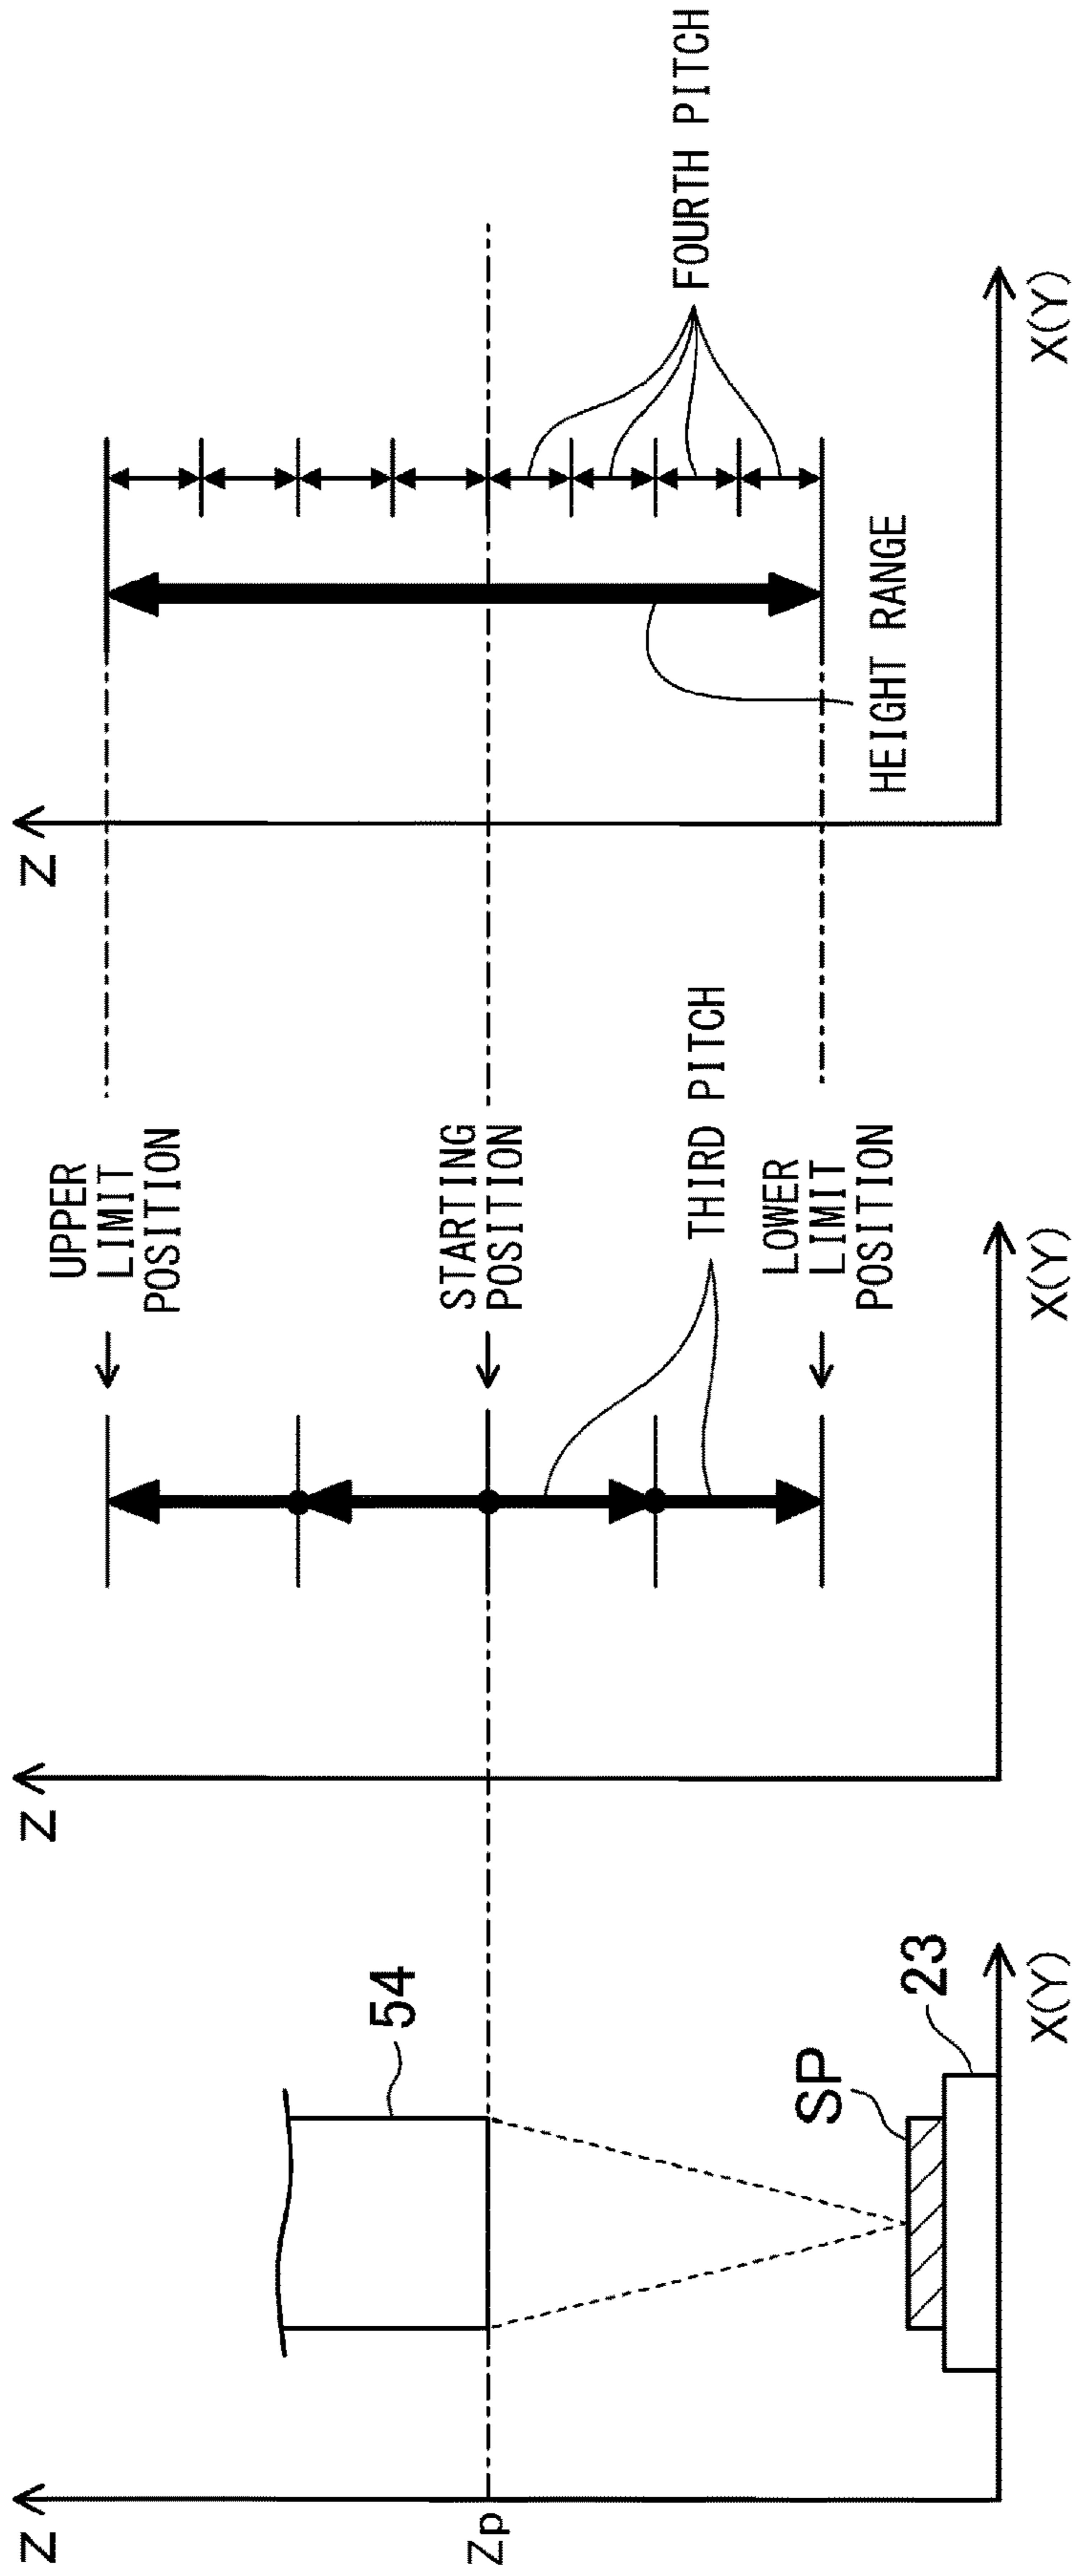 Z
Zp
54
SP
23
X(Y)
Z
UPPER
LIMIT
POSITION
STARTING
POSITION
THIRD PITCH
LOWER
LIMIT
POSITION
X(Y)
Z
FOURTH PITCH
HEIGHT RANGE
X(Y)